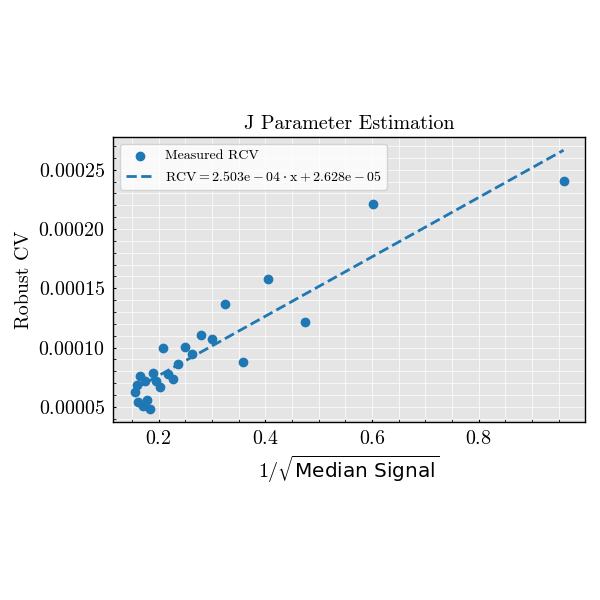 J Parameter Estimation
Measured RCV
RCV = 2.503e − 04 · x + 2.628e − 05
Robust CV
0.00025
0.00020
0.00015
0.00010
0.00005
0.2 0.4 0.6 0.8
1/√Median Signal